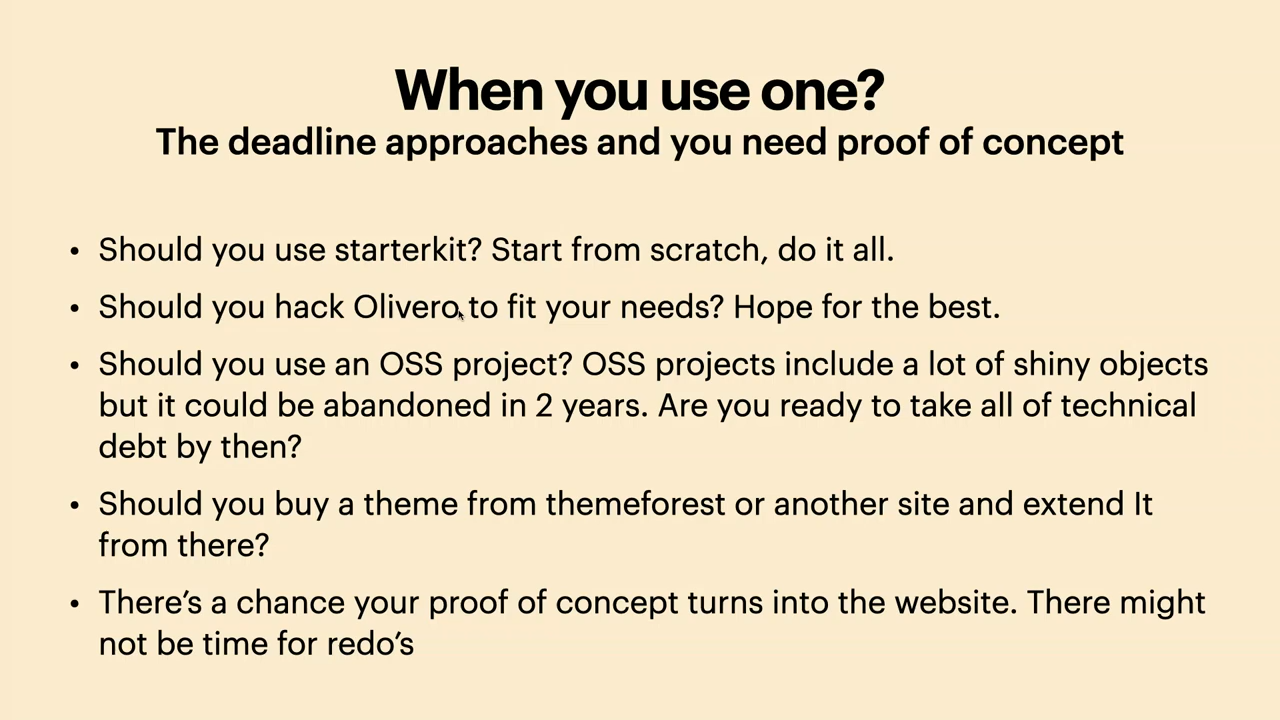 When you use one?
The deadline approaches and you need proof of concept
• Should you use starterkit? Start from scratch, do it all.
• Should you hack Olivero to fit your needs? Hope for the best.
• Should you use an OSS project? OSS projects include a lot of shiny objects
but it could be abandoned in 2 years. Are you ready to take all of technical
debt by then?
• Should you buy a theme from themeforest or another site and extend It
from there?
• There’s a chance your proof of concept turns into the website. There might
not be time for redo’s